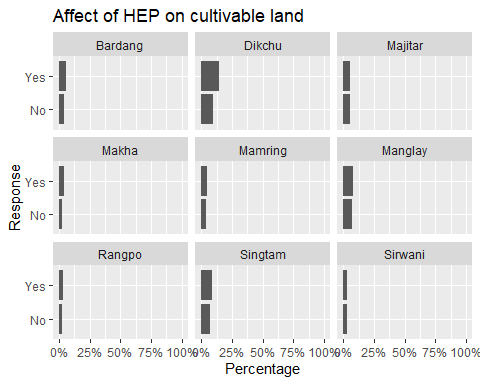 Affect of HEP on cultivable land
Bardang Dikchu Majitar
Yes
No
Makha Mamring Manglay
Yes
No
Rangpo Singtam Sirwani
Yes
No
0% 25% 50% 75% 100% 0% 25% 50% 75% 100% 0% 25% 50% 75% 100%
Percentage
Response